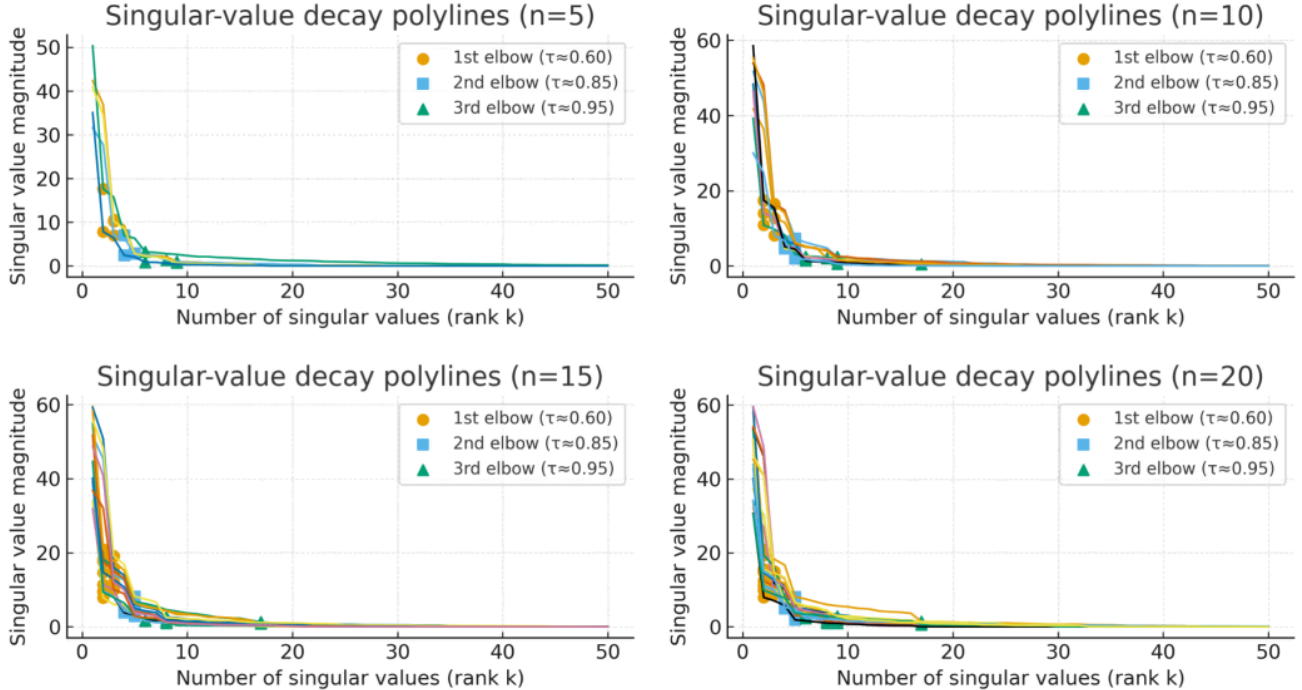 Singular-value decay polylines (n=5)
Singular value magnitude
50
40
30
20
10
0
1st elbow (τ≈0.60)
2nd elbow (τ≈0.85)
3rd elbow (τ≈0.95)
0 10 20 30 40 50
Number of singular values (rank k)
Singular-value decay polylines (n=10)
Singular value magnitude
60
40
20
0
1st elbow (τ≈0.60)
2nd elbow (τ≈0.85)
3rd elbow (τ≈0.95)
0 10 20 30 40 50
Number of singular values (rank k)
Singular-value decay polylines (n=15)
Singular value magnitude
60
40
20
0
1st elbow (τ≈0.60)
2nd elbow (τ≈0.85)
3rd elbow (τ≈0.95)
0 10 20 30 40 50
Number of singular values (rank k)
Singular-value decay polylines (n=20)
Singular value magnitude
60
40
20
0
1st elbow (τ≈0.60)
2nd elbow (τ≈0.85)
3rd elbow (τ≈0.95)
0 10 20 30 40 50
Number of singular values (rank k)